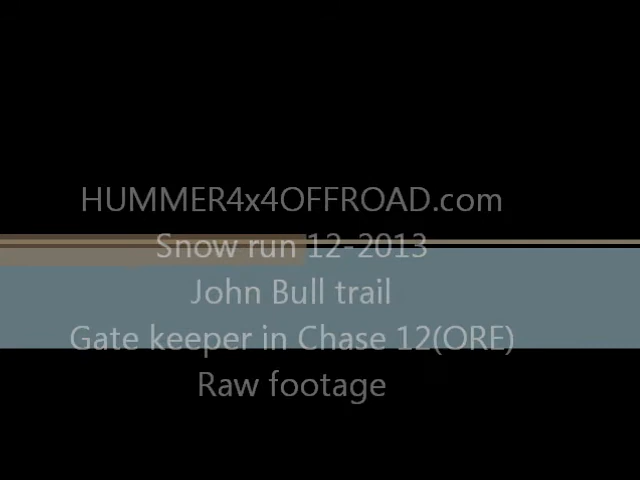 HUMMER4x4OFFROAD.com
Snow run 12-2013
John Bull trail
Gate keeper in Chase 12(ORE)
Raw footage